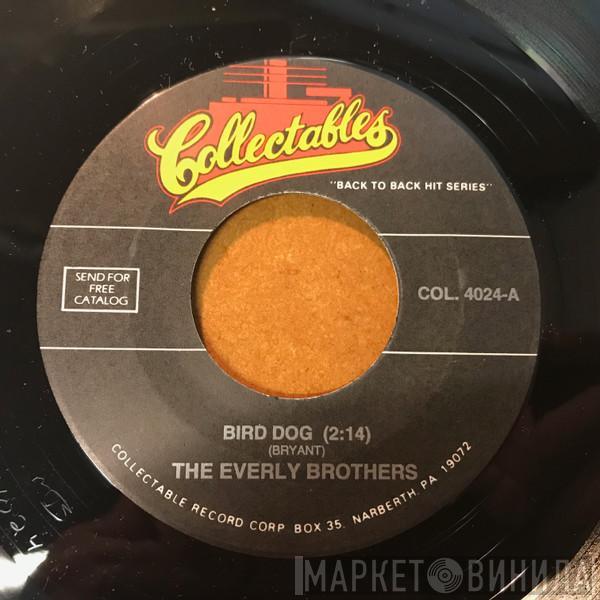 Collectables
"BACK TO BACK HIT SERIES"
SEND FOR
FREE
CATALOG
COL. 4024-A
BIRD DOG (2:14)
(BRYANT)
THE EVERLY BROTHERS
COLLECTABLE RECORD CORP BOX 35. NARBERTH, PA 19072
МАРКЕТ ВИНИЛА